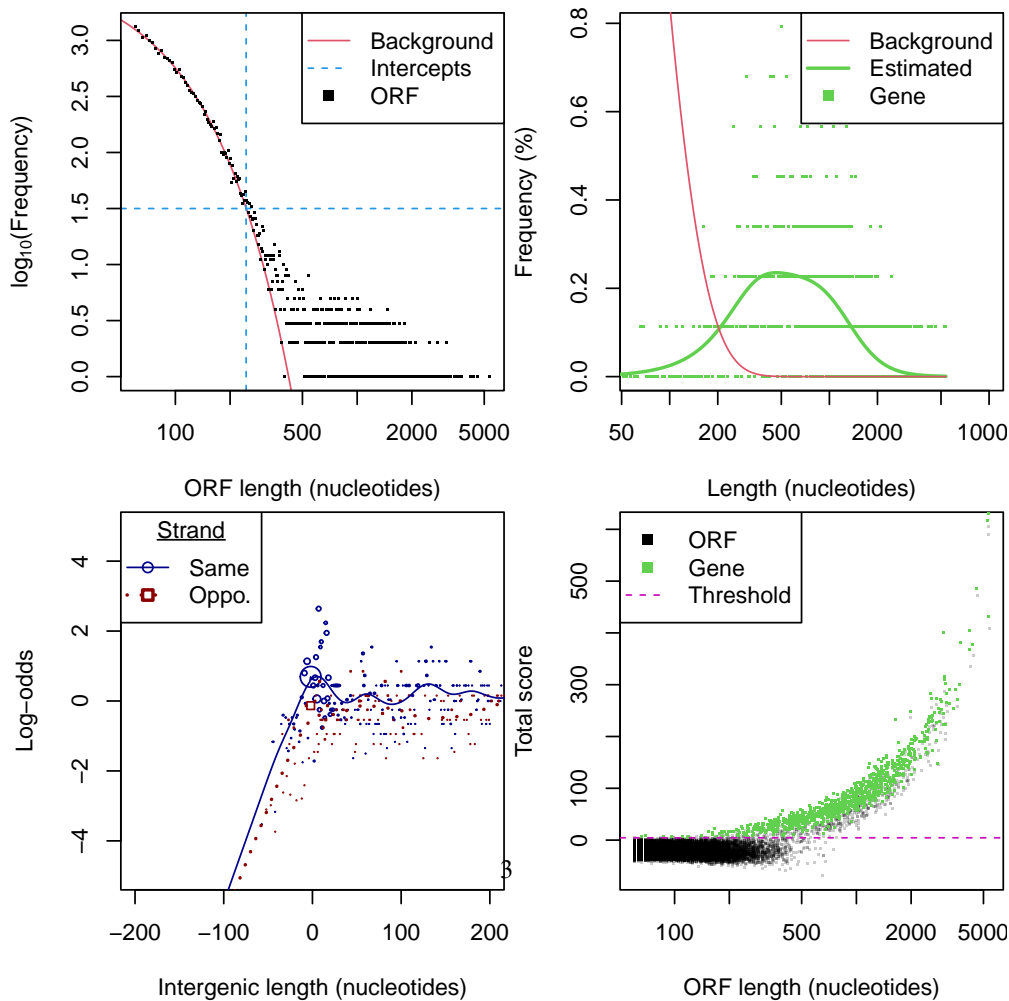 Background
Intercepts
ORF
log₁₀(Frequency)
3.0
2.5
2.0
1.5
1.0
0.5
0.0
100
500
2000
5000
ORF length (nucleotides)
Background
Estimated
Gene
Frequency (%)
0.8
0.6
0.4
0.2
0.0
50
200
500
2000
1000
Length (nucleotides)
Strand
Same
Oppo.
Log−odds
4
2
0
−2
−4
−200
−100
0
100
200
3
Intergenic length (nucleotides)
ORF
Gene
Threshold
Total score
500
300
100
0
100
500
2000
5000
ORF length (nucleotides)